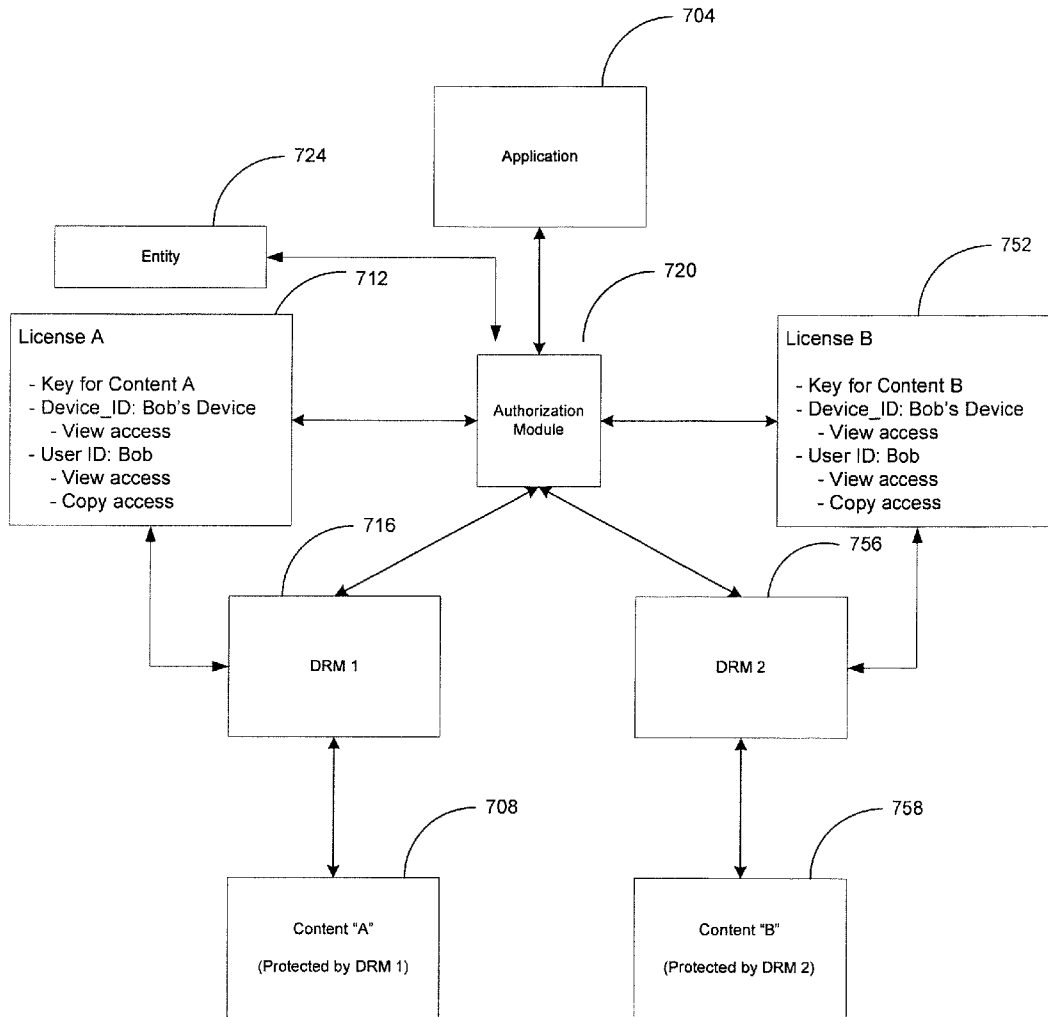 704
Application
724
Entity
712
720
752
License A
- Key for Content A
- Device_ID: Bob's Device
- View access
- User ID: Bob
- View access
- Copy access
Authorization
Module
License B
- Key for Content B
- Device_ID: Bob's Device
- View access
- User ID: Bob
- View access
- Copy access
716
756
DRM 1
DRM 2
708
758
Content "A"
(Protected by DRM 1)
Content "B"
(Protected by DRM 2)